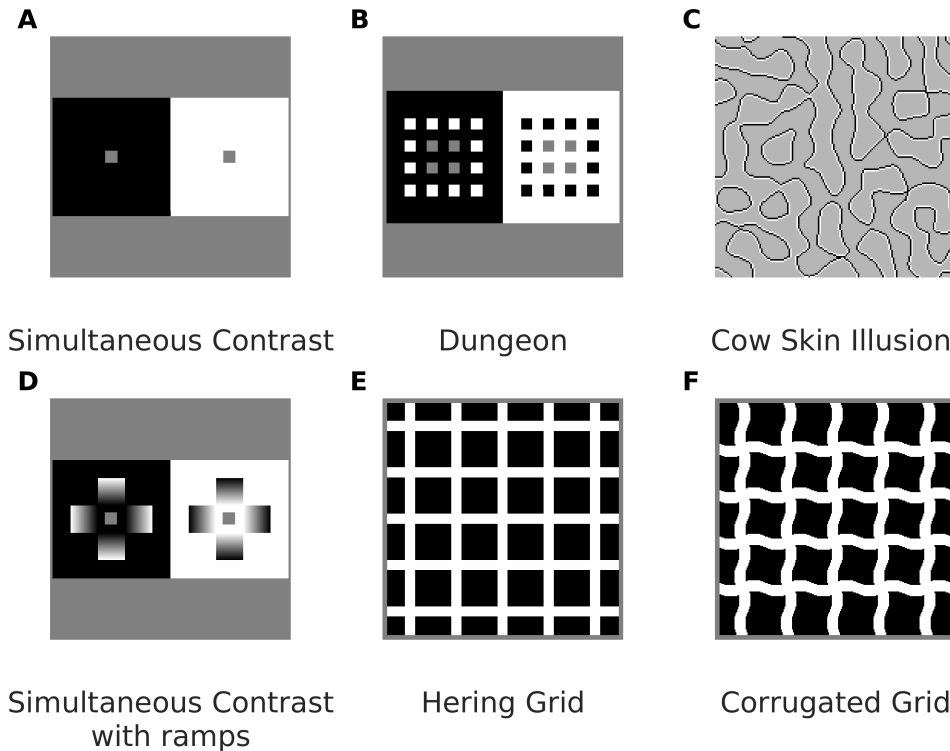 A
B
C
Simultaneous Contrast
Dungeon
Cow Skin Illusion
D
E
F
Simultaneous Contrast
with ramps
Hering Grid
Corrugated Grid